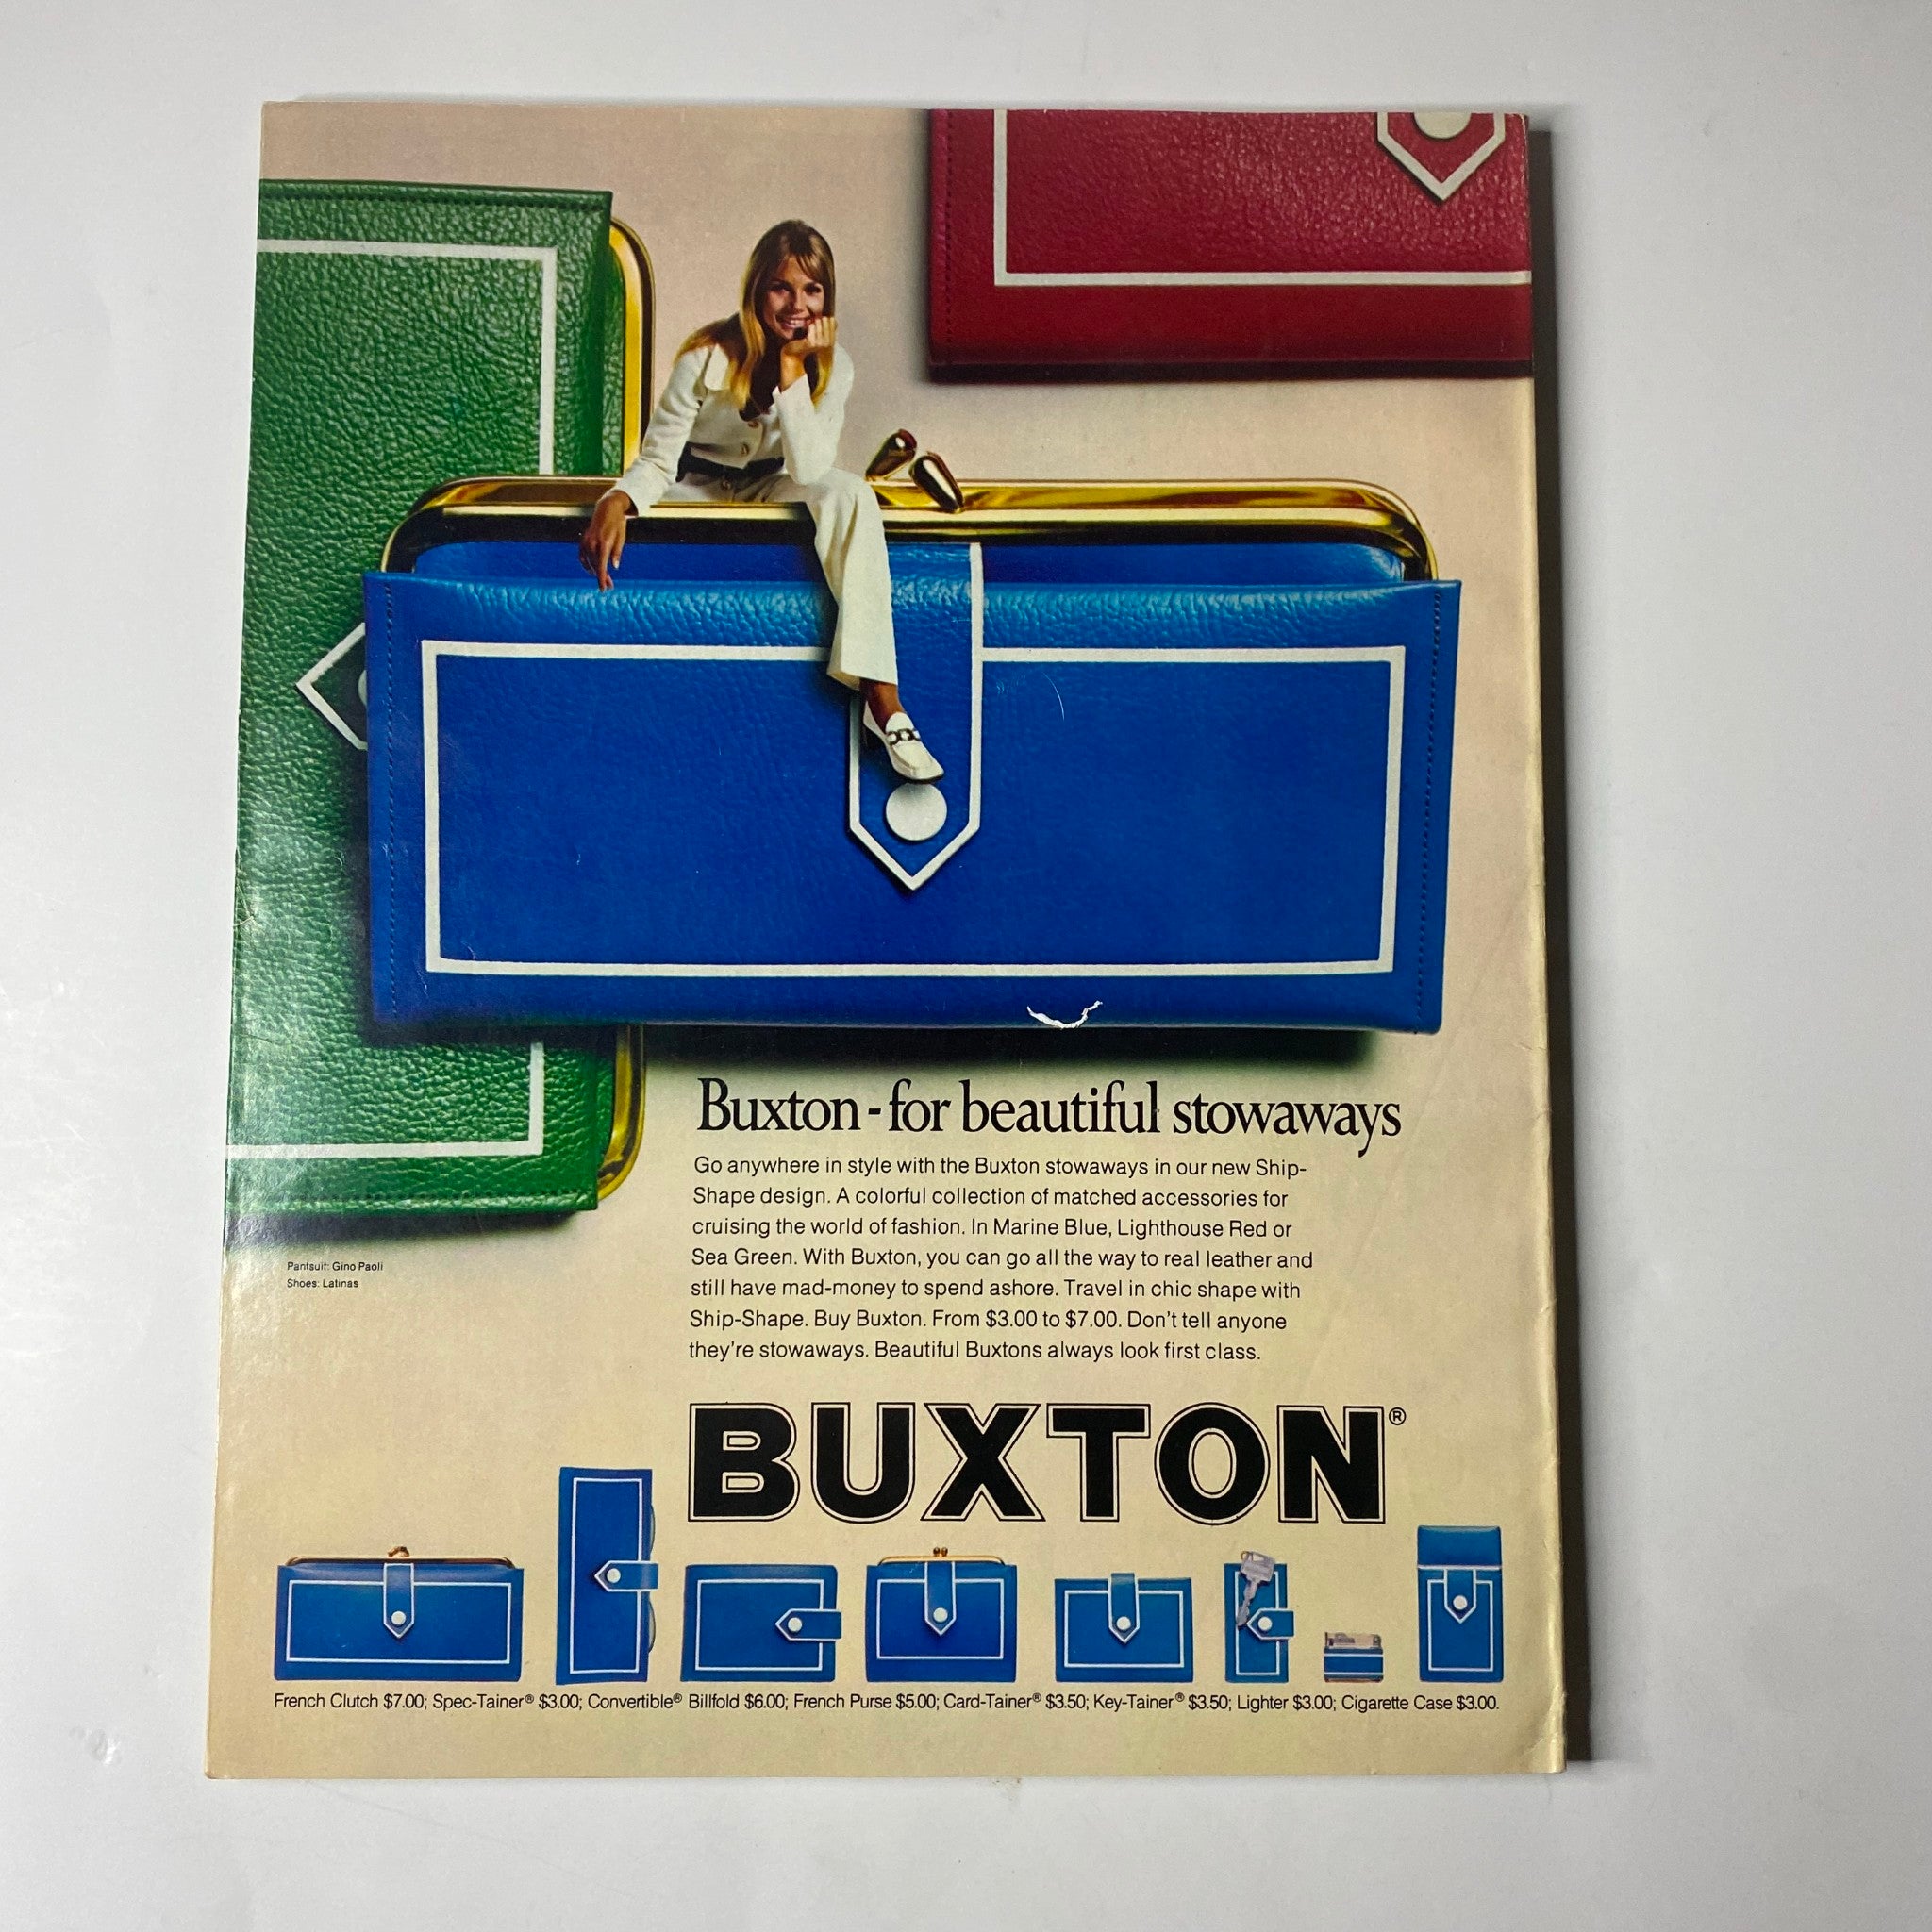 Buxton - for beautiful stowaways
Go anywhere in style with the Buxton stowaways in our new Ship-
Shape design. A colorful collection of matched accessories for
cruising the world of fashion. In Marine Blue, Lighthouse Red or
Sea Green. With Buxton, you can go all the way to real leather and
still have mad-money to spend ashore. Travel in chic shape with
Ship-Shape. Buy Buxton. From $3.00 to $7.00. Don't tell anyone
they're stowaways. Beautiful Buxtons always look first class.
Pantsuit: Gino Paoli
Shoes: Latinas
BUXTON®
French Clutch $7.00; Spec-Tainer® $3.00; Convertible® Billfold $6.00; French Purse $5.00; Card-Tainer® $3.50; Key-Tainer® $3.50; Lighter $3.00; Cigarette Case $3.00.